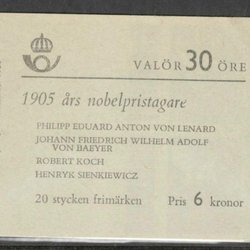 VALÖR 30 ÖRE
1905 års nobelpristagare
PHILIPP EDUARD ANTON VON LENARD
JOHANN FRIEDRICH WILHELM ADOLF
VON BAEYER
ROBERT KOCH
HENRYK SIENKIEWICZ
20 stycken frimärken Pris 6 kronor